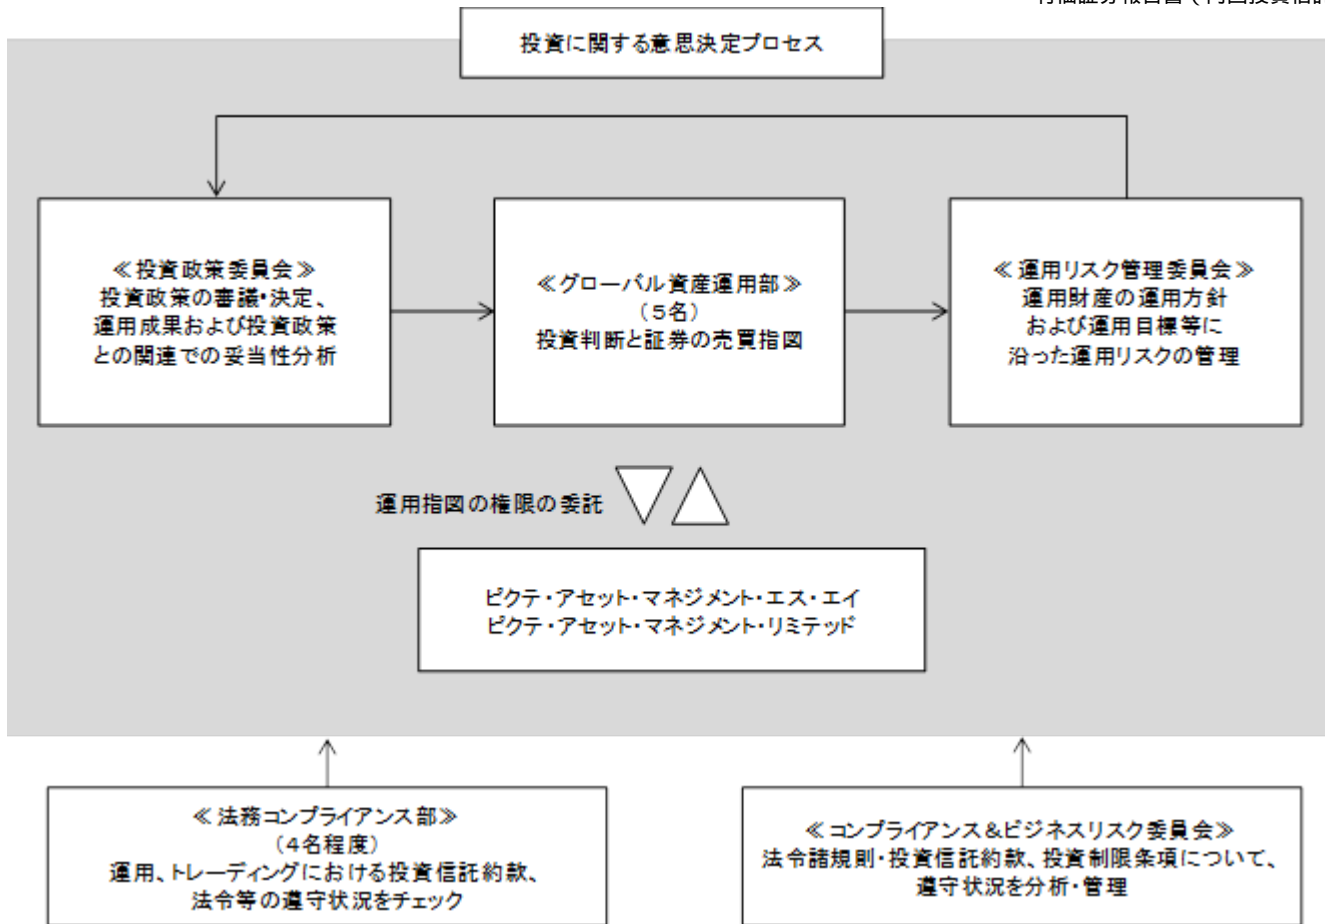 投資に関する意思決定プロセス
≪投資政策委員会≫
投資政策の審議・決定、
運用成果および投資政策
との関連での妥当性分析
≪グローバル資産運用部≫
（5名）
投資判断と証券の売買指図
≪運用リスク管理委員会≫
運用財産の運用方針
および運用目標等に
沿った運用リスクの管理
運用指図の権限の委託
ピクテ・アセット・マネジメント・エス・エイ
ピクテ・アセット・マネジメント・リミテッド
≪法務コンプライアンス部≫
（4名程度）
運用、トレーディングにおける投資信託約款、
法令等の遵守状況をチェック
≪コンプライアンス＆ビジネスリスク委員会≫
法令諸規則・投資信託約款、投資制限条項について、
遵守状況を分析・管理